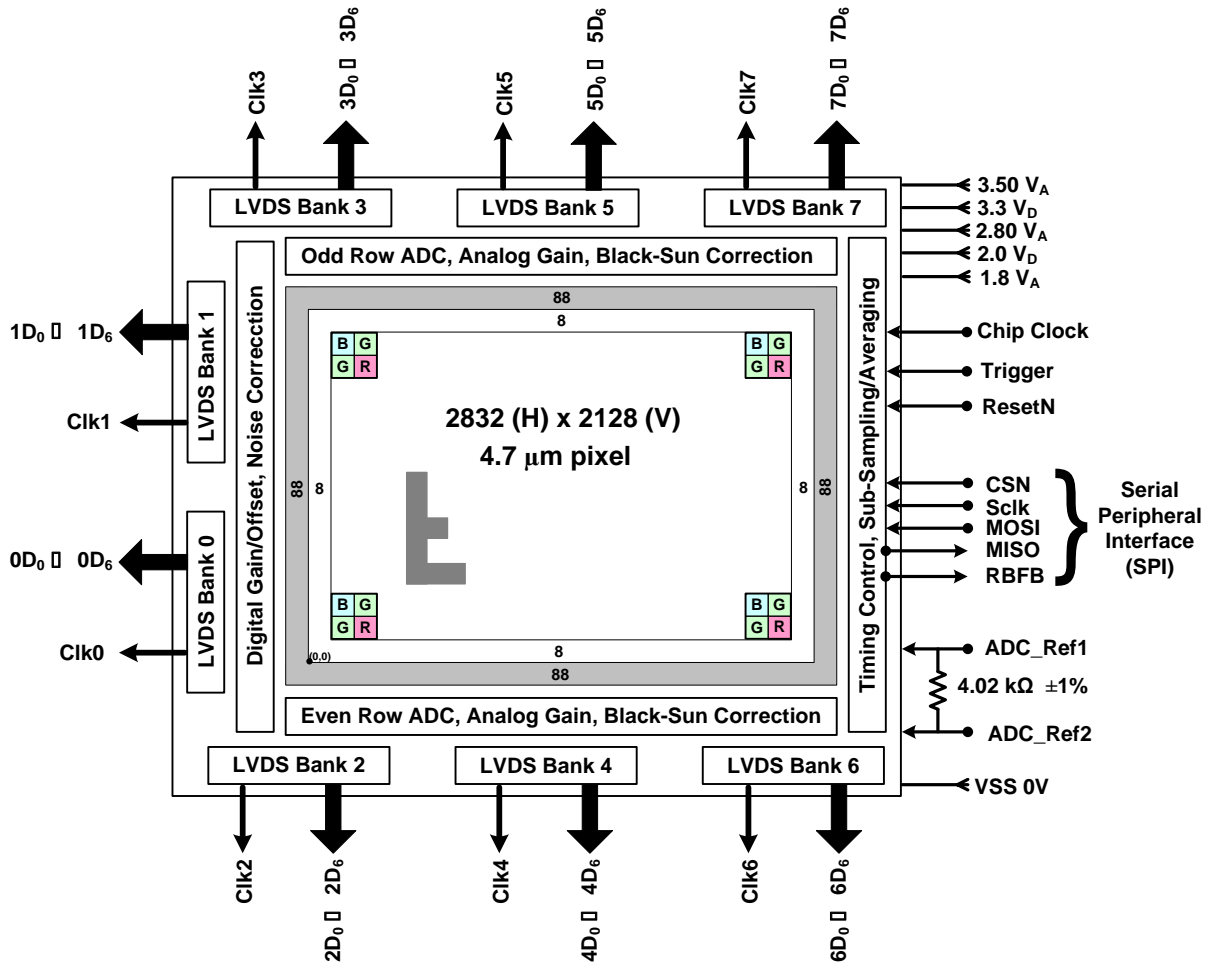 3D₀ ▯ 3D₆
5D₀ ▯ 5D₆
7D₀ ▯ 7D₆
Clk3
Clk5
Clk7
LVDS Bank 3
LVDS Bank 5
LVDS Bank 7
3.50 V_A
3.3 V_D
2.80 V_A
2.0 V_D
1.8 V_A
Odd Row ADC, Analog Gain, Black-Sun Correction
88
8
1D₀ ▯ 1D₆
Clk1
LVDS Bank 1
0D₀ ▯ 0D₆
Clk0
LVDS Bank 0
Digital Gain/Offset, Noise Correction
88
8
B G
G R
B G
G R
2832 (H) x 2128 (V)
4.7 μm pixel
8
88
B G
G R
B G
G R
(0,0)
8
88
Timing Control, Sub-Sampling/Averaging
Chip Clock
Trigger
ResetN
CSN
Sclk
MOSI
MISO
RBFB
Serial
Peripheral
Interface
(SPI)
ADC_Ref1
4.02 kΩ ±1%
ADC_Ref2
VSS 0V
Even Row ADC, Analog Gain, Black-Sun Correction
LVDS Bank 2
LVDS Bank 4
LVDS Bank 6
Clk2
2D₀ ▯ 2D₆
Clk4
4D₀ ▯ 4D₆
Clk6
6D₀ ▯ 6D₆